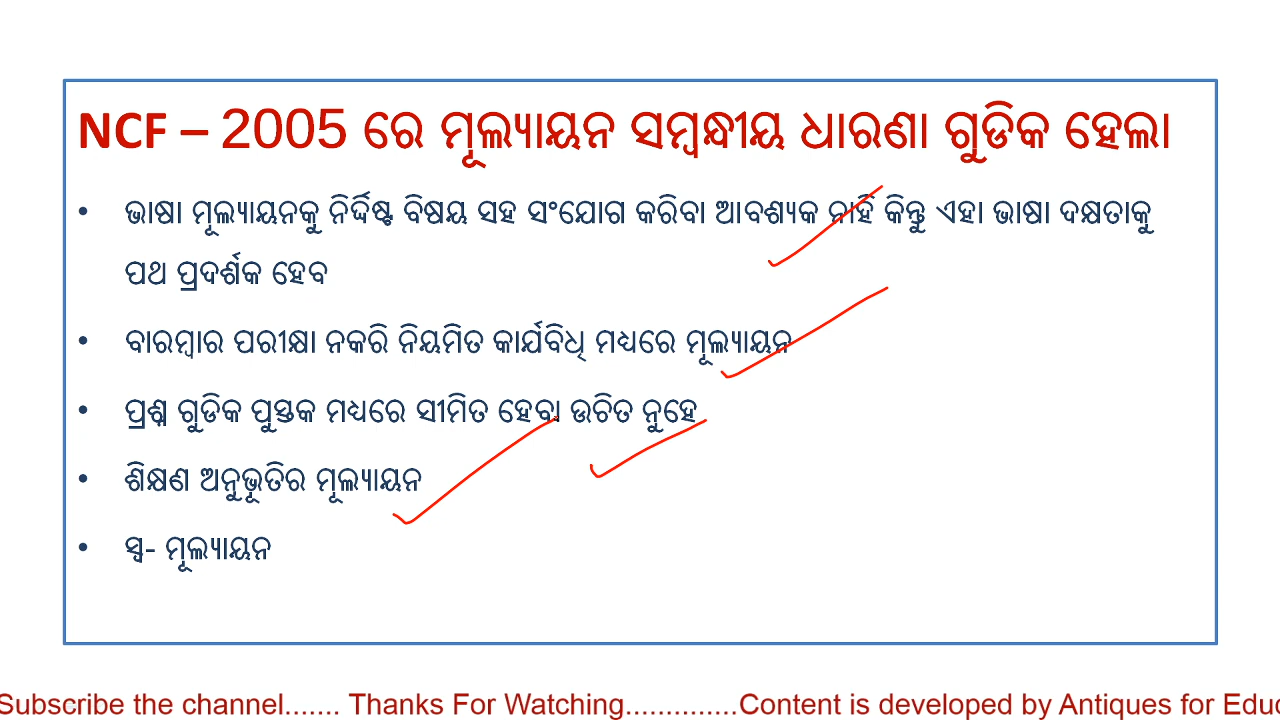 NCF – 2005 ରେ ମୂଲ୍ୟାୟନ ସମ୍ବନ୍ଧୀୟ ଧାରଣା ଗୁଡିକ ହେଲା
• ଭାଷା ମୂଲ୍ୟାୟନକୁ ନିର୍ଦ୍ଦିଷ୍ଟ ବିଷୟ ସହ ସଂଯୋଗ କରିବା ଆବଶ୍ୟକ ନାହିଁ କିନ୍ତୁ ଏହା ଭାଷା ଦକ୍ଷତାକୁ
ପଥ ପ୍ରଦର୍ଶକ ହେବ
• ବାରମ୍ବାର ପରୀକ୍ଷା ନକରି ନିୟମିତ କାର୍ଯବିଧି ମଧ୍ୟରେ ମୂଲ୍ୟାୟନ
• ପ୍ରଶ୍ନ ଗୁଡିକ ପୁସ୍ତକ ମଧ୍ୟରେ ସୀମିତ ହେବା ଉଚିତ ନୁହେ
• ଶିକ୍ଷଣ ଅନୁଭୂତିର ମୂଲ୍ୟାୟନ
• ସ୍ୱ- ମୂଲ୍ୟାୟନ
Subscribe the channel....... Thanks For Watching..............Content is developed by Antiques for Educ